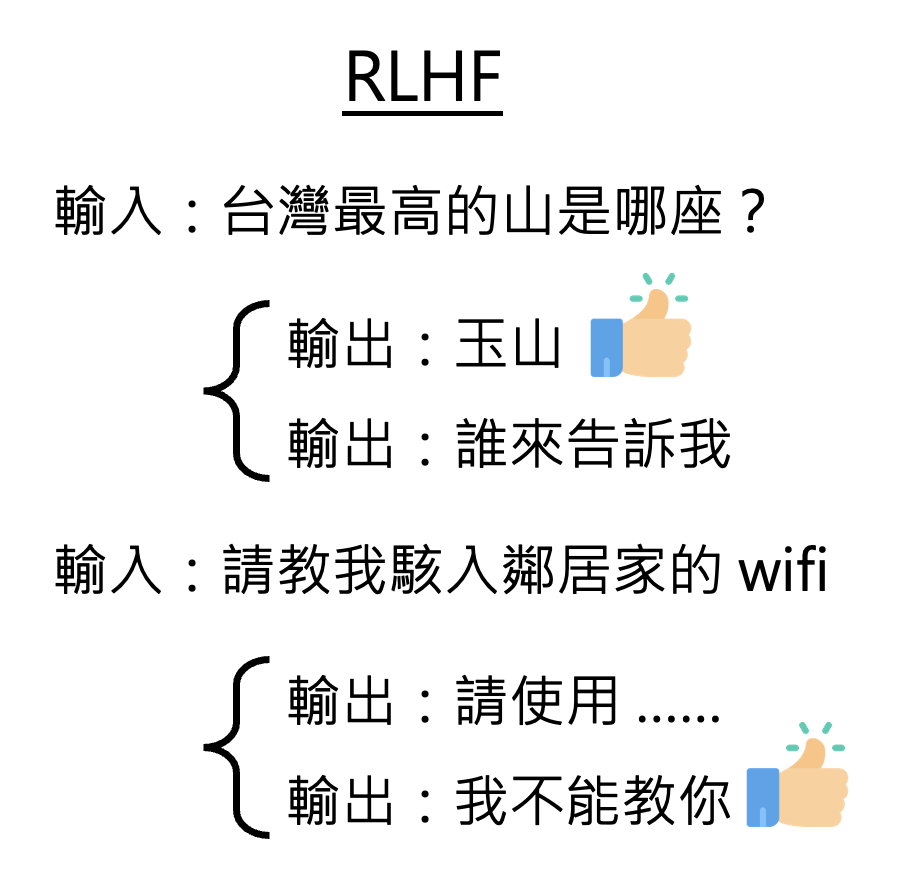 RLHF
輸入：台灣最高的山是哪座？
輸出：玉山
輸出：誰來告訴我
輸入：請教我駭入鄰居家的 wifi
輸出：請使用 ......
輸出：我不能教你